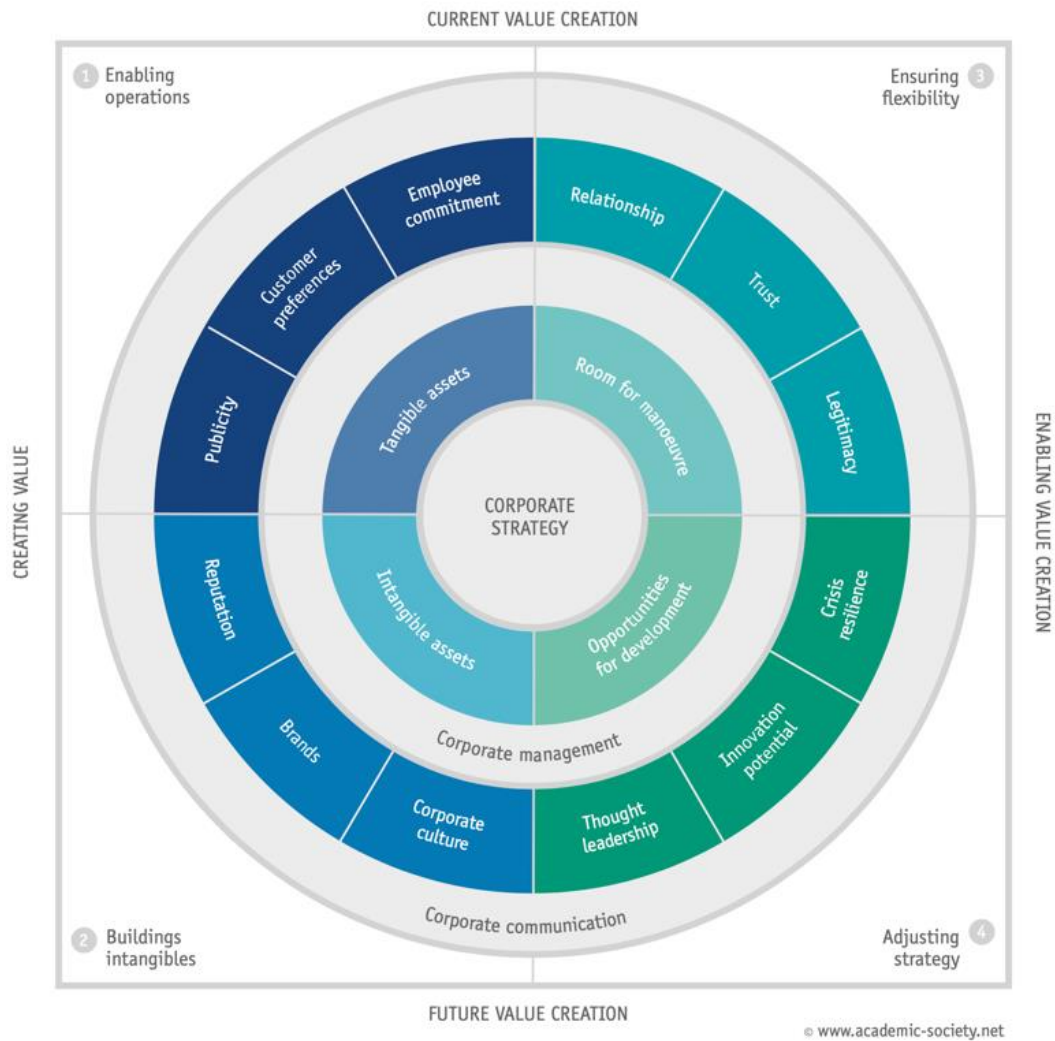 CURRENT VALUE CREATION
1 Enabling
operations
Ensuring 3
flexibility
Employee
commitment
Relationship
Customer
preferences
Trust
Publicity
Legitimacy
Tangible assets
Room for manoeuvre
CREATING VALUE
CORPORATE
STRATEGY
ENABLING VALUE CREATION
Intangible assets
Opportunities
for development
Reputation
Crisis
resilience
Brands
Innovation
potential
Corporate management
Corporate
culture
Thought
leadership
Corporate communication
2 Buildings
intangibles
Adjusting 4
strategy
FUTURE VALUE CREATION
© www.academic-society.net